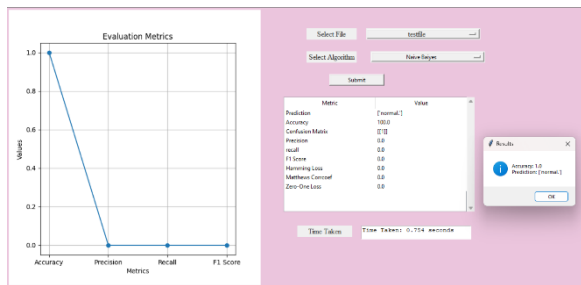 Evaluation Metrics
1.0
0.8
0.6
0.4
0.2
0.0
Values
Accuracy Precision Recall F1 Score
Metrics
Select File testfile
Select Algorithm Naive Baiyes
Submit
Metric Value
Prediction ['normal.']
Accuracy 100.0
Confusion Matrix [[1]]
Precision 0.0
recall 0.0
F1 Score 0.0
Hamming Loss 0.0
Matthews Corrcoef 0.0
Zero-One Loss 0.0
Time Taken Time Taken: 0.784 seconds
Results
Accuracy: 1.0
Prediction: ['normal.']
OK